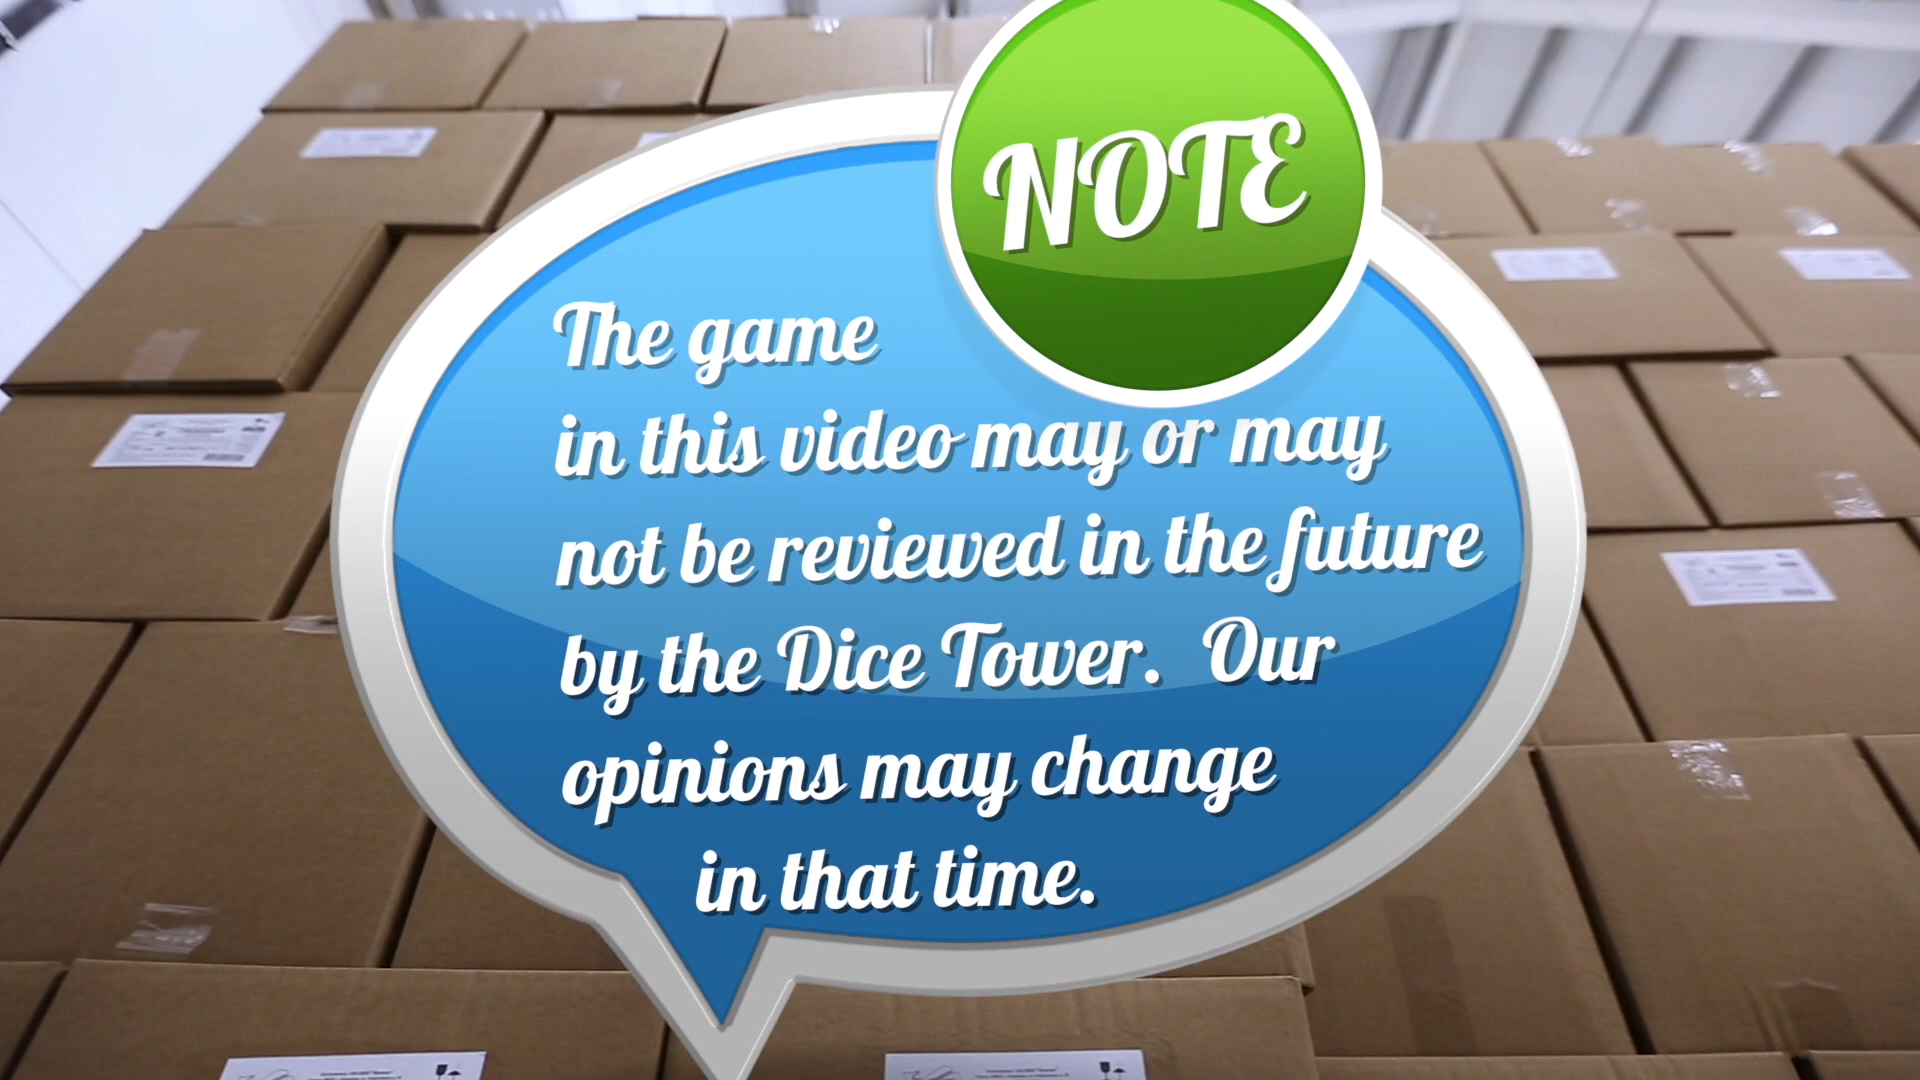 NOTE
The game
in this video may or may
not be reviewed in the future
by the Dice Tower. Our
opinions may change
in that time.